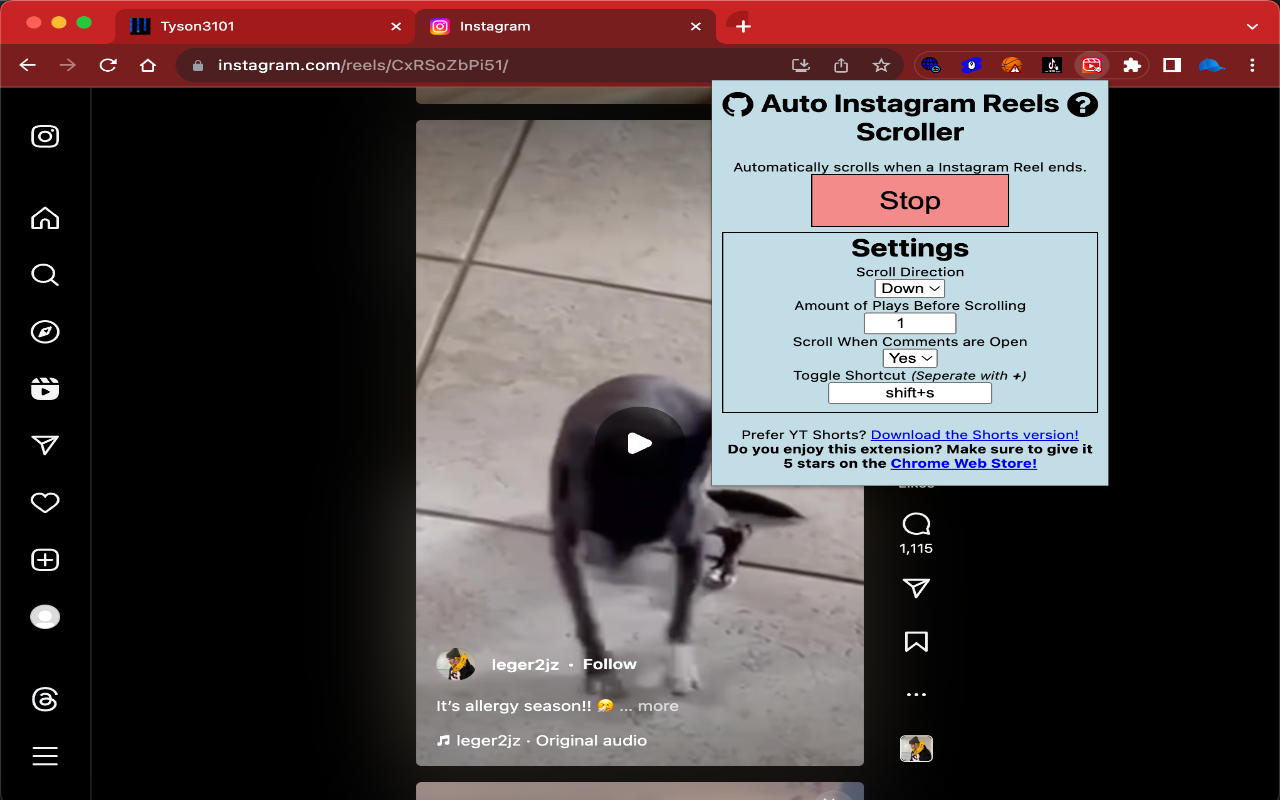 Tyson3101
Instagram
instagram.com/reels/CxRSoZbPi51/
Auto Instagram Reels
Scroller
Automatically scrolls when a Instagram Reel ends.
Stop
Settings
Scroll Direction
Down
Amount of Plays Before Scrolling
1
Scroll When Comments are Open
Yes
Toggle Shortcut (Seperate with +)
shift+s
Prefer YT Shorts? Download the Shorts version!
Do you enjoy this extension? Make sure to give it
5 stars on the Chrome Web Store!
1,115
leger2jz · Follow
It's allergy season!! 🤧 ... more
leger2jz · Original audio